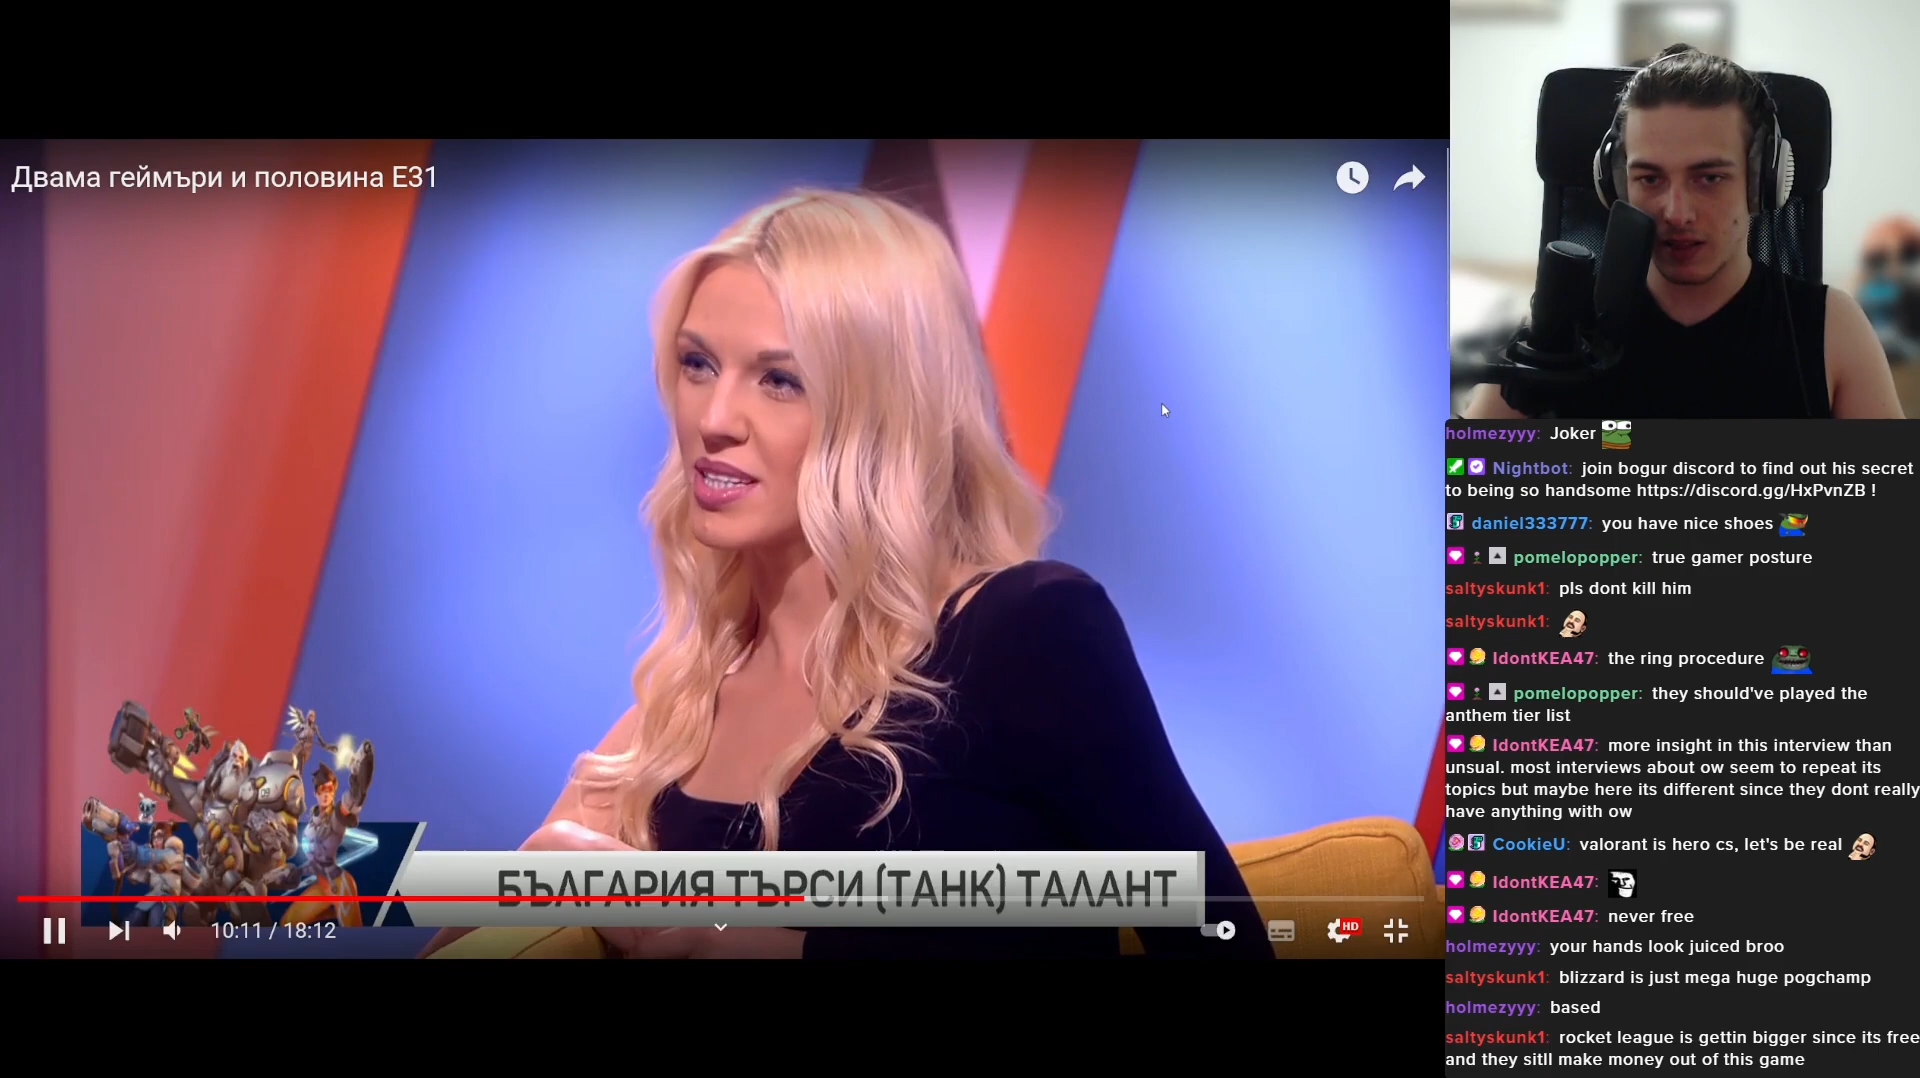 Двама геймъри и половина E31
БЪЛГАРИЯ ТЪРСИ (ТАНК) ТАЛАНТ
10:11 / 18:12
HD
holmezyyy: Joker
Nightbot: join bogur discord to find out his secret
to being so handsome https://discord.gg/HxPvnZB !
daniel333777: you have nice shoes
pomelopopper: true gamer posture
saltyskunk1: pls dont kill him
saltyskunk1:
IdontKEA47: the ring procedure
pomelopopper: they should've played the
anthem tier list
IdontKEA47: more insight in this interview than
unsual. most interviews about ow seem to repeat its
topics but maybe here its different since they dont really
have anything with ow
CookieU: valorant is hero cs, let's be real
IdontKEA47:
IdontKEA47: never free
holmezyyy: your hands look juiced broo
saltyskunk1: blizzard is just mega huge pogchamp
holmezyyy: based
saltyskunk1: rocket league is gettin bigger since its free
and they sitll make money out of this game